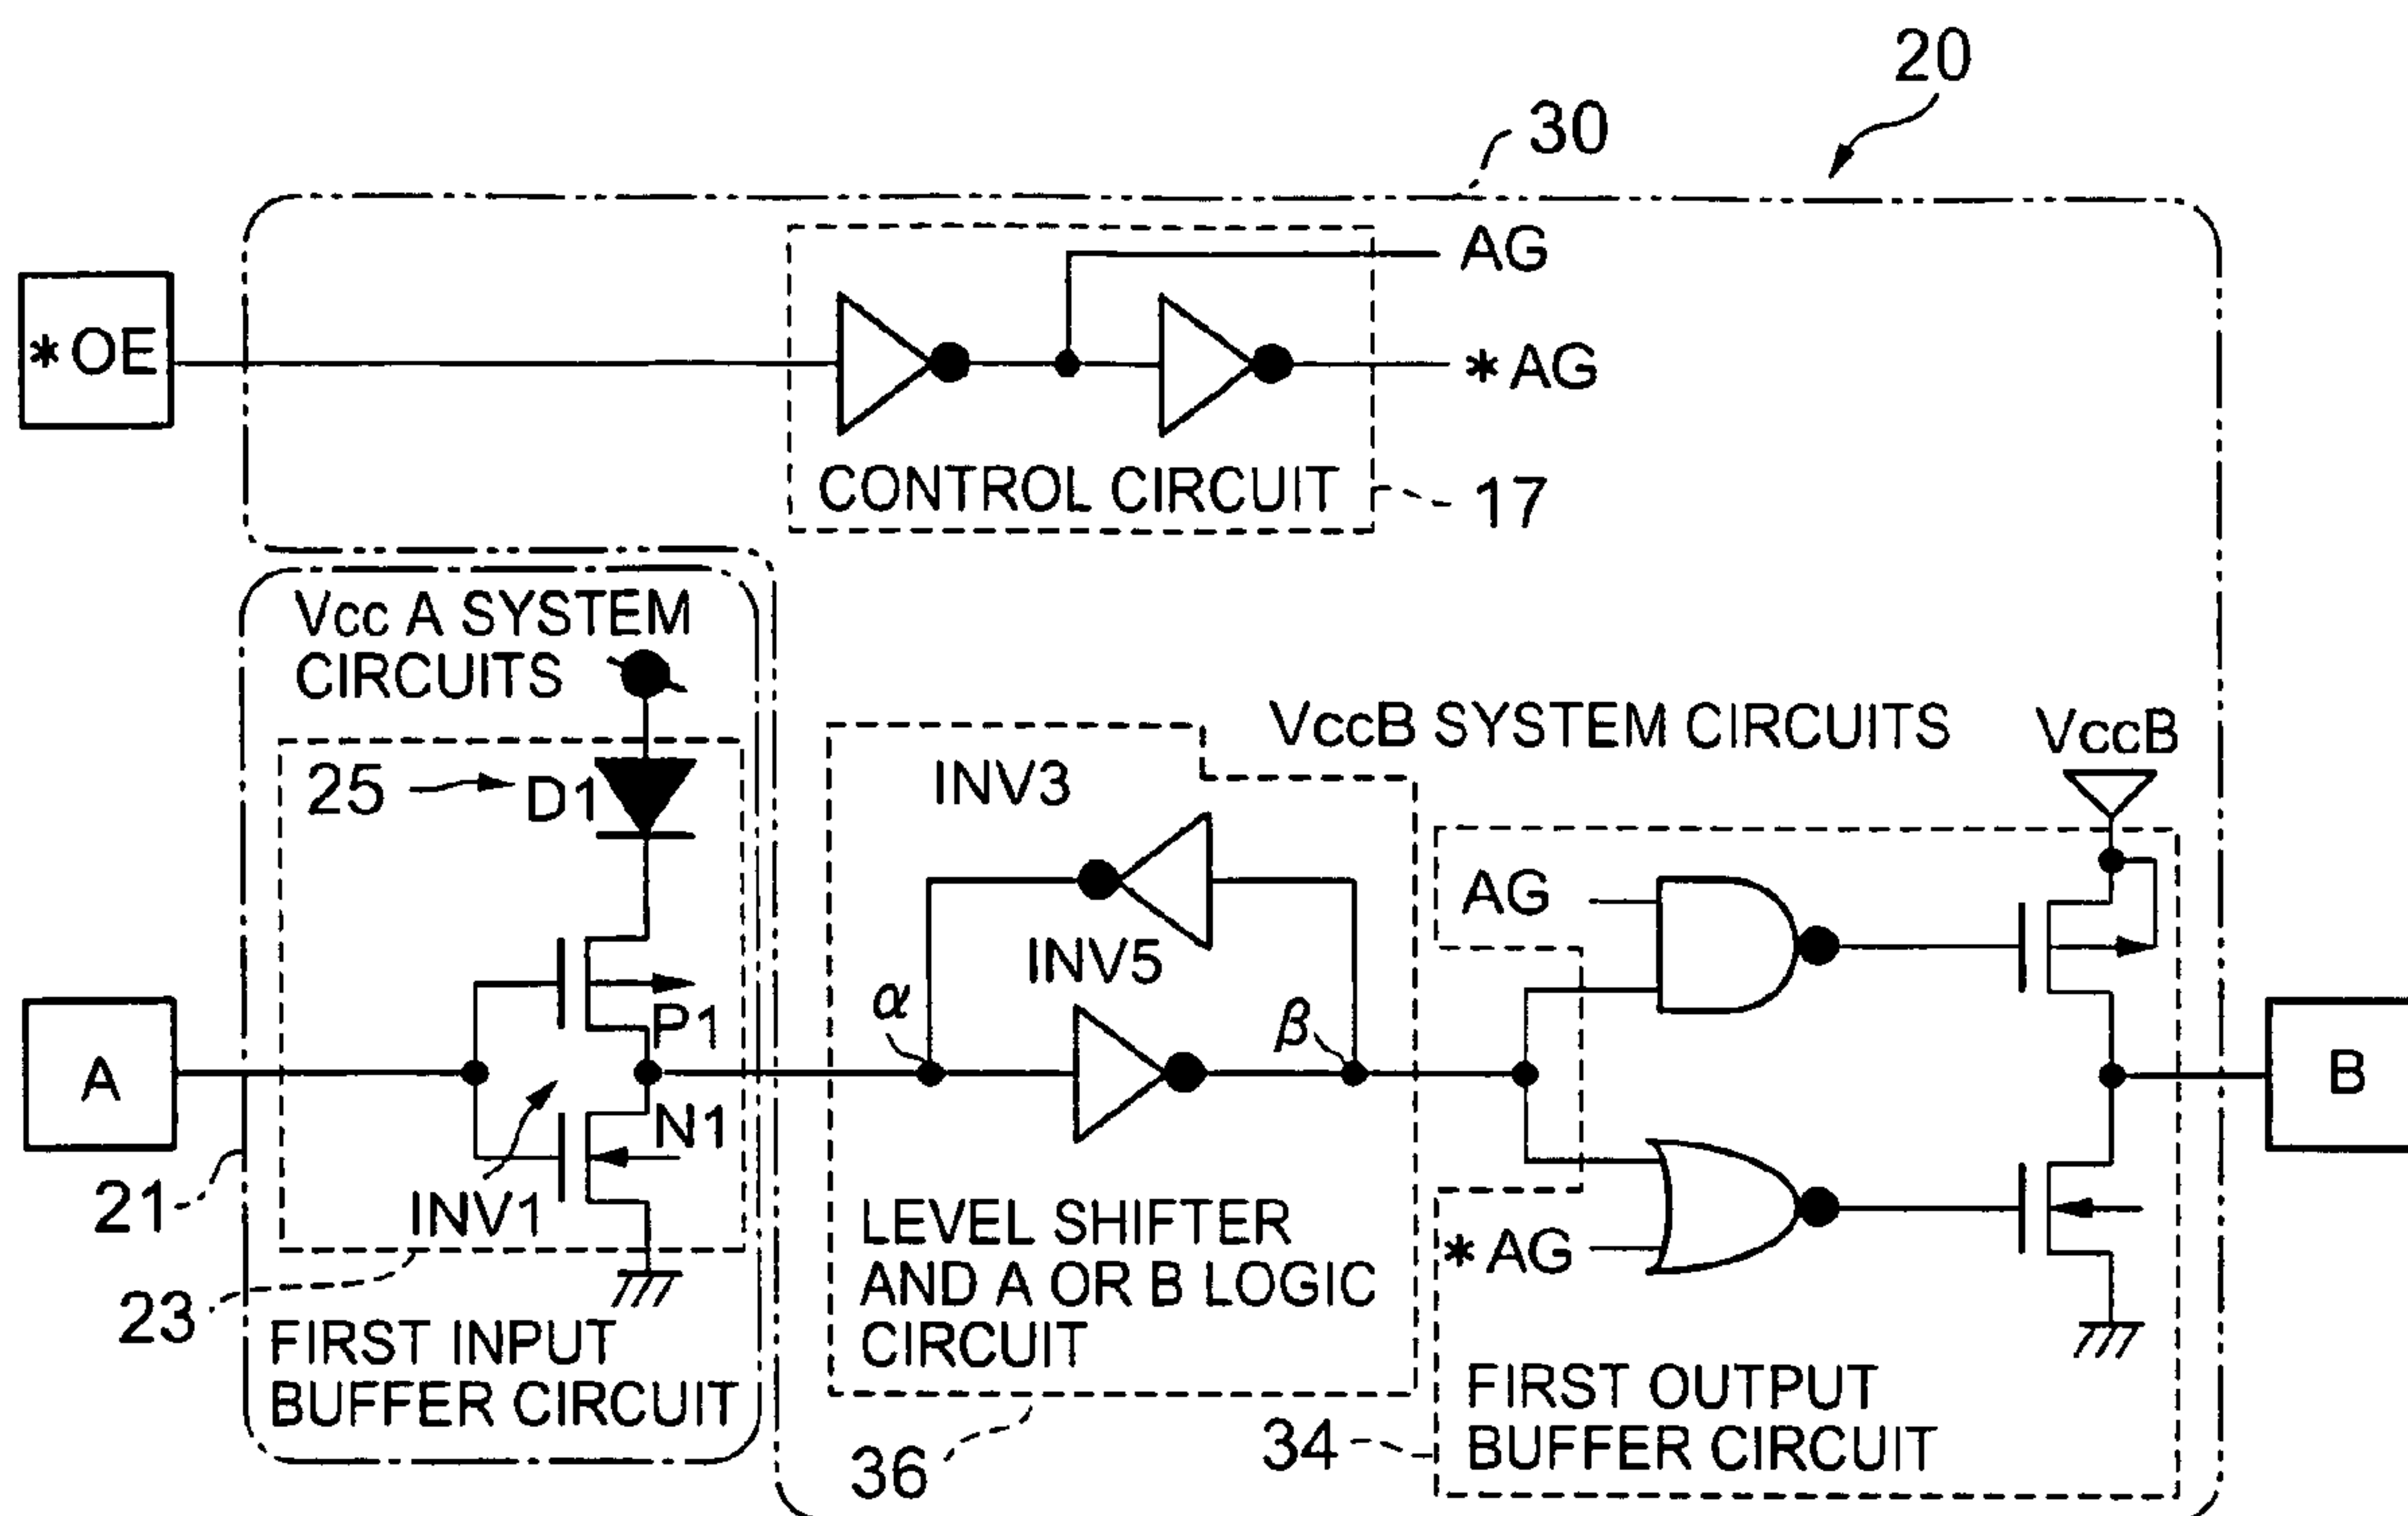 20
30
AG
*OE
*AG
CONTROL CIRCUIT
17
Vcc A SYSTEM
CIRCUITS
VccB SYSTEM CIRCUITS
VccB
25
D1
INV3
AG
INV5
α
β
P1
A
B
N1
INV1
21
LEVEL SHIFTER
AND A OR B LOGIC
CIRCUIT
*AG
23
FIRST INPUT
BUFFER CIRCUIT
FIRST OUTPUT
BUFFER CIRCUIT
36
34